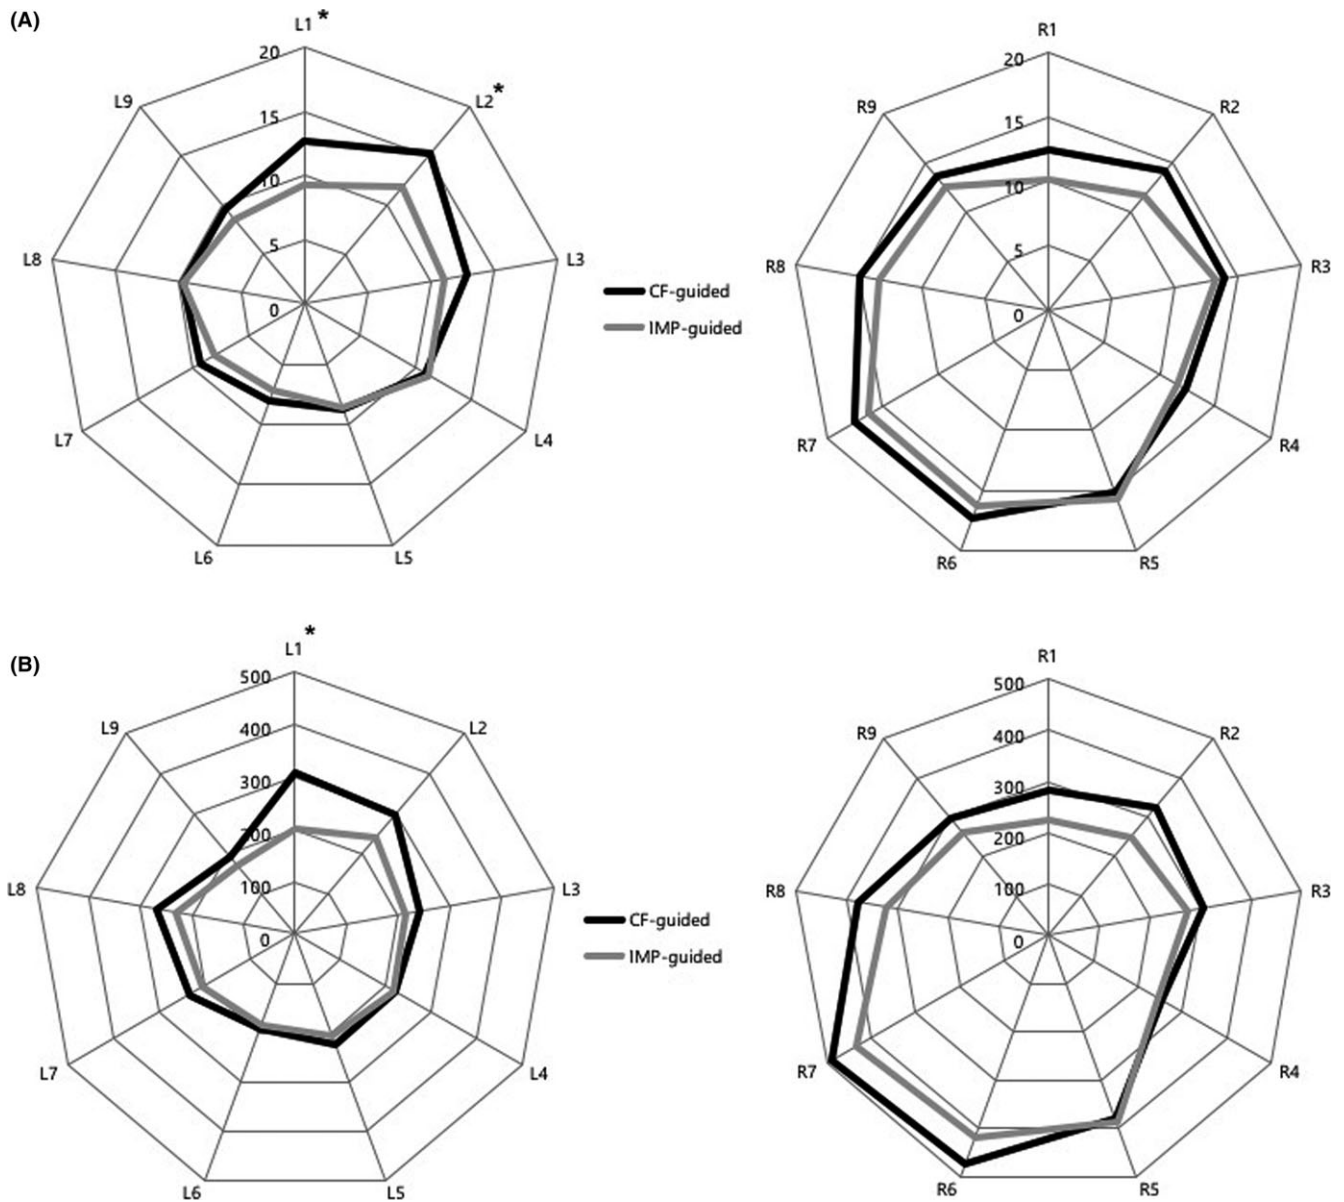 (A)
L1 *
L2 *
L3
L4
L5
L6
L7
L8
L9
20
15
10
5
0
CF-guided
IMP-guided
R1
R2
R3
R4
R5
R6
R7
R8
R9
20
15
10
5
0
(B)
L1 *
L2
L3
L4
L5
L6
L7
L8
L9
500
400
300
200
100
0
CF-guided
IMP-guided
R1
R2
R3
R4
R5
R6
R7
R8
R9
500
400
300
200
100
0